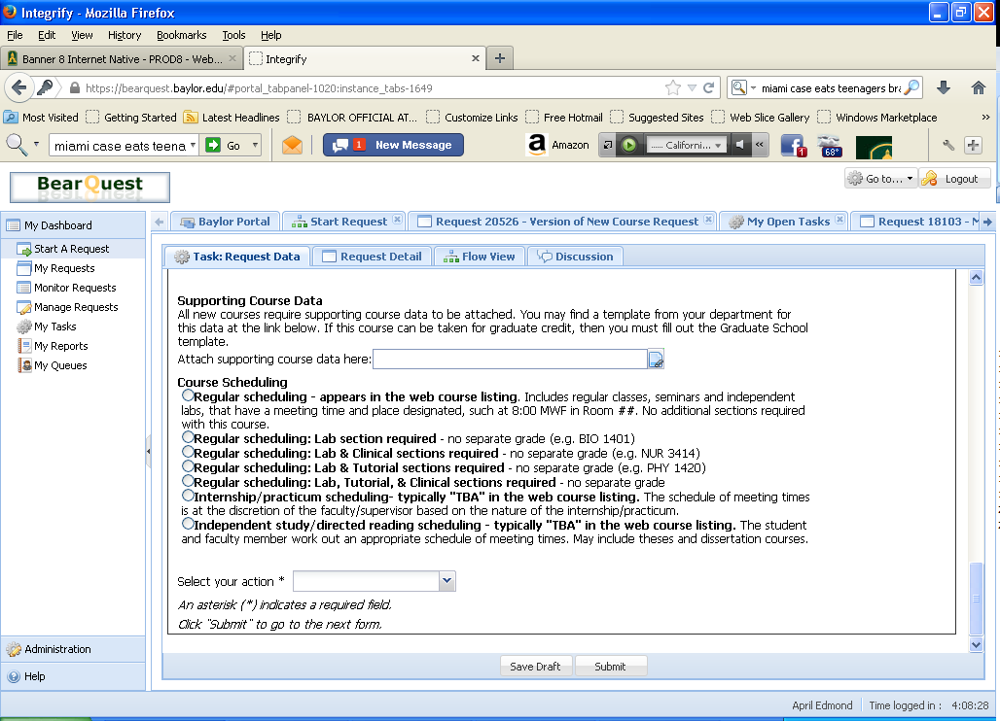 Integrify - Mozilla Firefox
File Edit View History Bookmarks Tools Help
Banner 8 Internet Native - PROD8 - Web... Integrify
https://bearquest.baylor.edu/#portal_tabpanel-1020:instance_tabs-1649 miami case eats teenagers br
Most Visited Getting Started Latest Headlines BAYLOR OFFICIAL AT... Customize Links Free Hotmail Suggested Sites Web Slice Gallery Windows Marketplace »
miami case eats teena Go 1 New Message a Amazon ...... Californi... « 1 68°
BearQuest Go to... Logout
My Dashboard Baylor Portal Start Request Request 20526 - Version of New Course Request My Open Tasks Request 18103 - M
Start A Request
My Requests
Monitor Requests
Manage Requests
My Tasks
My Reports
My Queues
Task: Request Data Request Detail Flow View Discussion
Supporting Course Data
All new courses require supporting course data to be attached. You may find a template from your department for
this data at the link below. If this course can be taken for graduate credit, then you must fill out the Graduate School
template.
Attach supporting course data here:
Course Scheduling
Regular scheduling - appears in the web course listing. Includes regular classes, seminars and independent
labs, that have a meeting time and place designated, such at 8:00 MWF in Room ##. No additional sections required
with this course.
Regular scheduling: Lab section required - no separate grade (e.g. BIO 1401)
Regular scheduling: Lab & Clinical sections required - no separate grade (e.g. NUR 3414)
Regular scheduling: Lab & Tutorial sections required - no separate grade (e.g. PHY 1420)
Regular scheduling: Lab, Tutorial, & Clinical sections required - no separate grade
Internship/practicum scheduling- typically "TBA" in the web course listing. The schedule of meeting times
is at the discretion of the faculty/supervisor based on the nature of the internship/practicum.
Independent study/directed reading scheduling - typically "TBA" in the web course listing. The student
and faculty member work out an appropriate schedule of meeting times. May include theses and dissertation courses.
Select your action *
An asterisk (*) indicates a required field.
Click "Submit" to go to the next form.
Administration
Help
Save Draft Submit
April Edmond Time logged in : 4:08:28